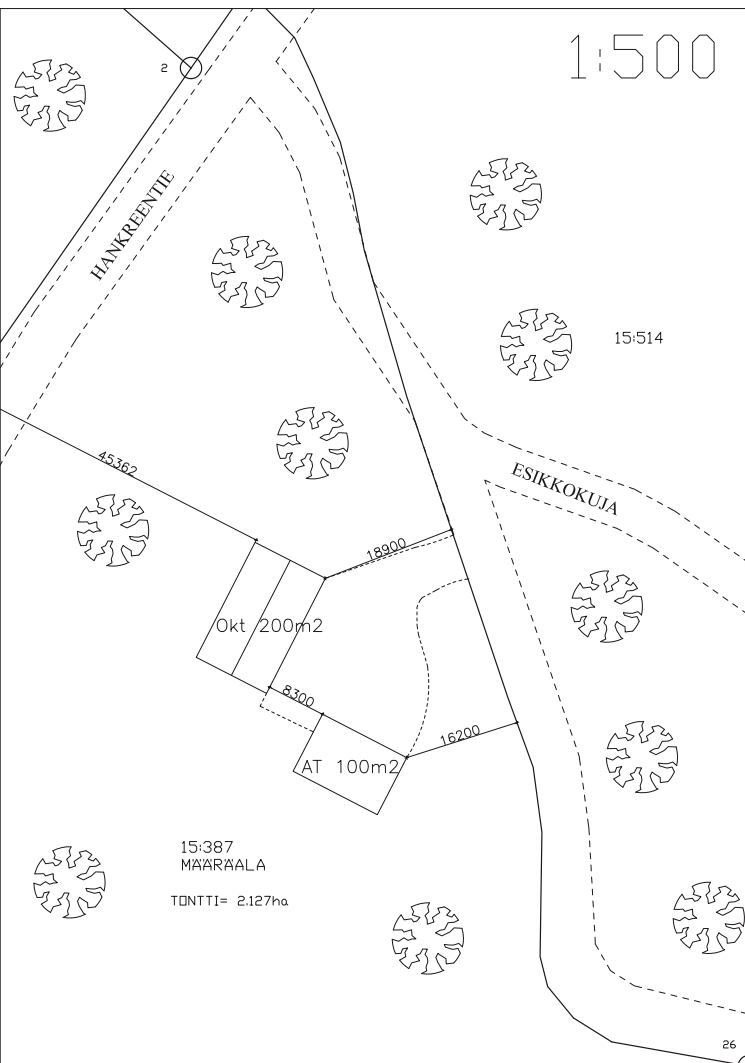 1:500
2
HANKREENTIE
15:514
45362
ESIKKOKUJA
18900
Okt 200m2
8300
16200
AT 100m2
15:387
MÄÄRÄALA
TONTTI= 2.127ha
26